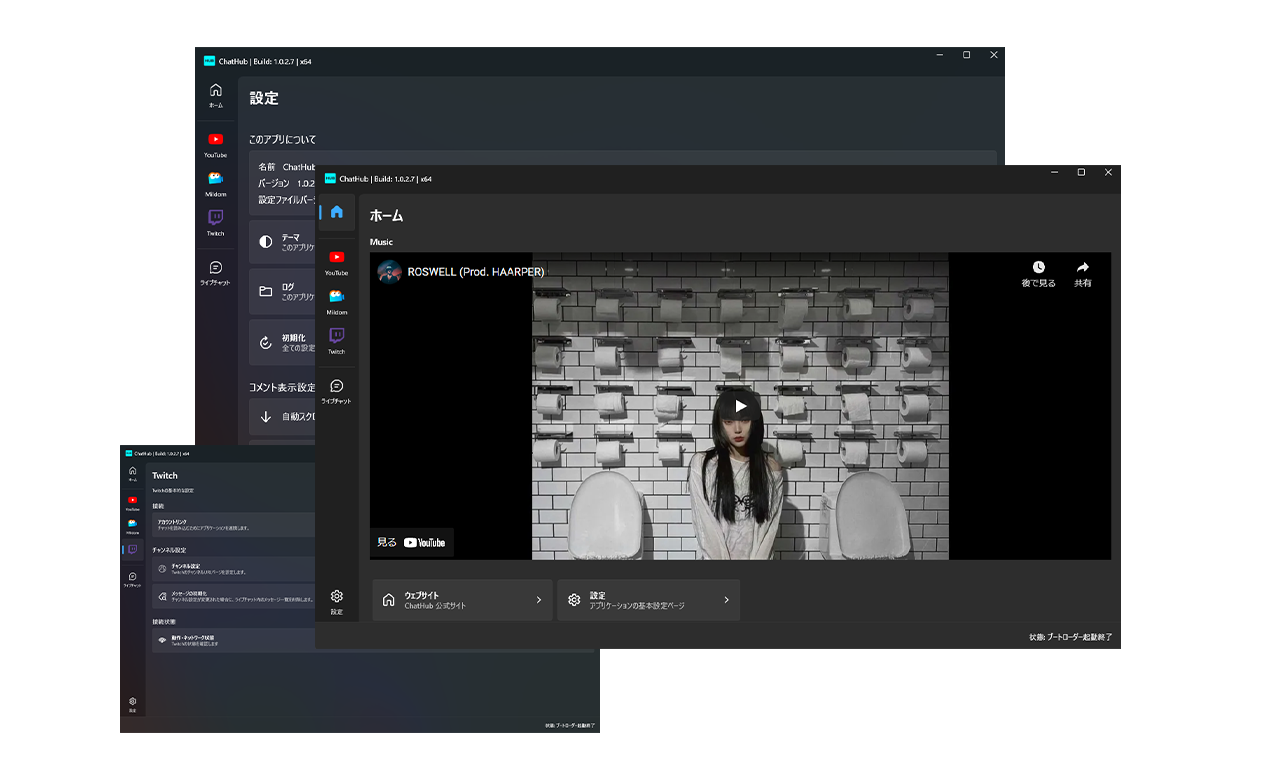 ChatHub | Build: 1.0.2.7 | x64
ホーム
YouTube
Mildom
Twitch
ライブチャット
設定
このアプリについて
名前 ChatHub
バージョン 1.0.2
設定ファイルバー
テーマ
このアプリケ
ログ
このアプリケ
初期化
全ての設定
コメント表示設定
自動スクロ
ChatHub | Build: 1.0.2.7 | x64
YouTube
Mildom
Twitch
ライブチャット
設定
ホーム
Music
ROSWELL (Prod. HAARPER)
後で見る
共有
見る YouTube
ウェブサイト
ChatHub 公式サイト
設定
アプリケーションの基本設定ページ
状態: ブートローダー起動終了
ChatHub | Build: 1.0.2.7 | x64
ホーム
YouTube
Mildom
ライブチャット
設定
Twitch
Twitchの基本的な設定
接続
アカウントリンク
チャットを読み込むためにアプリケーションを連携します。
チャンネル設定
チャンネル設定
TwitchのチャンネルURLページを設定します。
メッセージの初期化
チャンネル設定が変更された場合に、ライブチャット内のメッセージ一覧を削除します。
接続状態
動作・ネットワーク状態
Twitchの状態を確認します
状態: ブートローダー起動終了